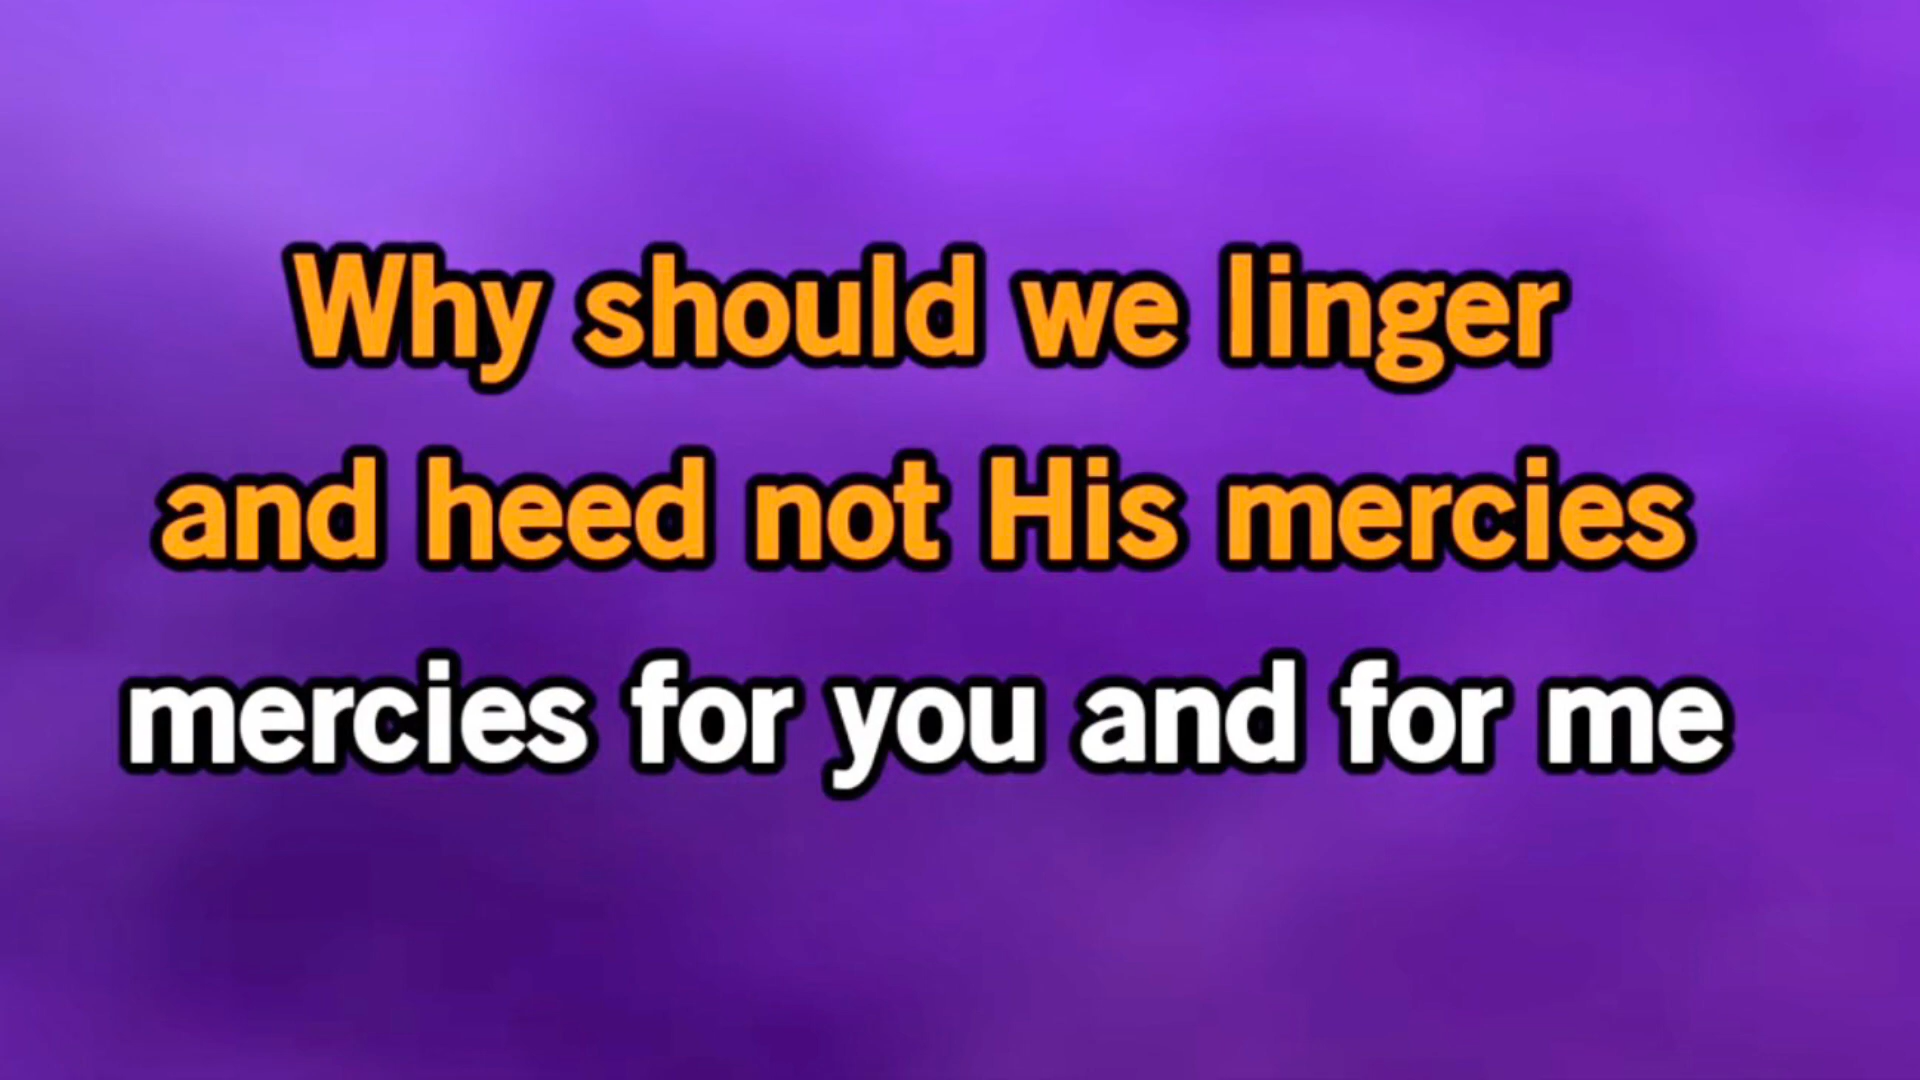 Why should we linger
and heed not His mercies
mercies for you and for me